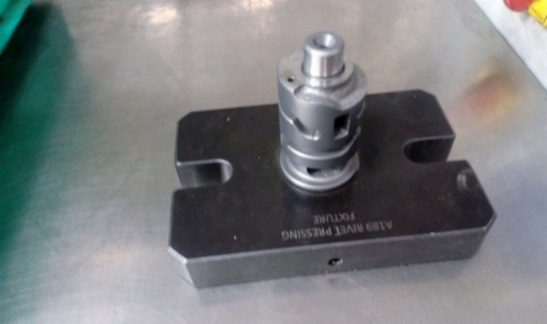 A189 RIVET PRESSING
FIXTURE